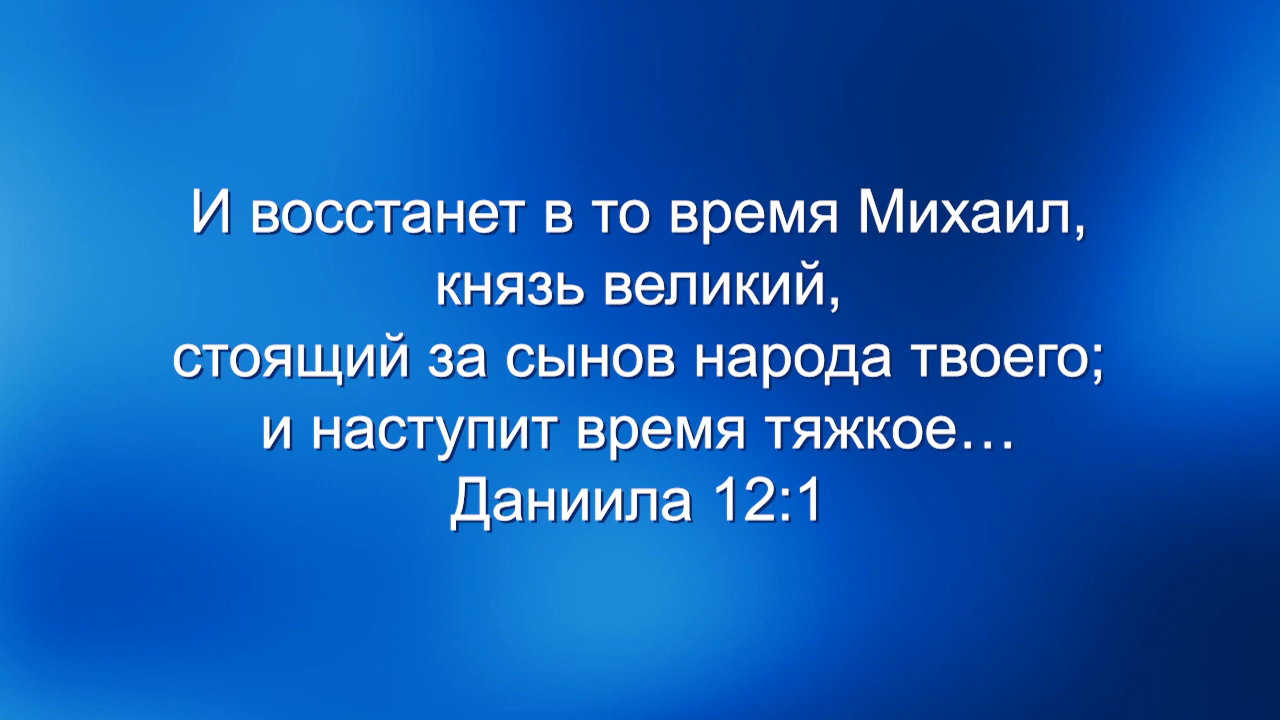 И восстанет в то время Михаил,
князь великий,
стоящий за сынов народа твоего;
и наступит время тяжкое…
Даниила 12:1